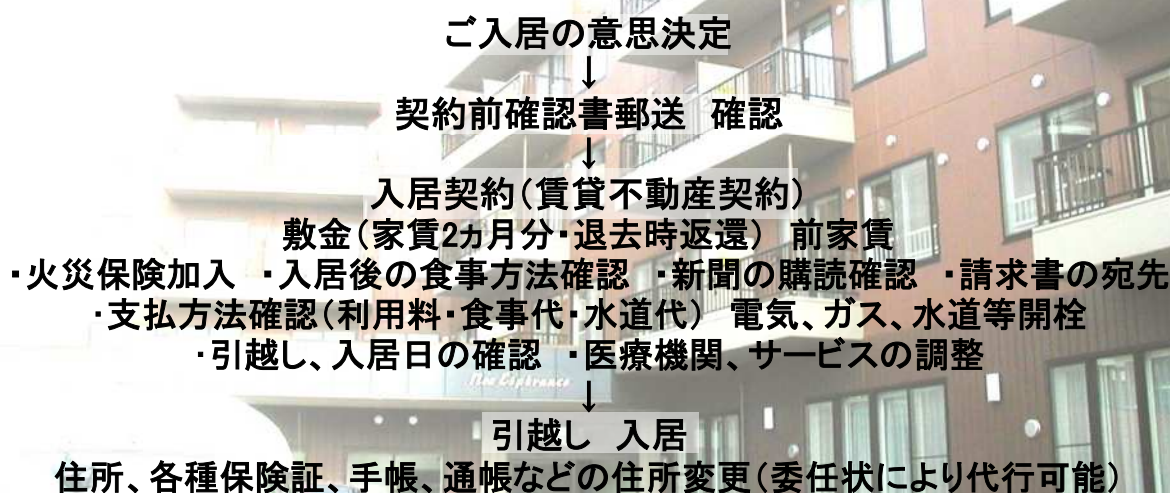 ご入居の意思決定
↓
契約前確認書郵送　確認
↓
入居契約（賃貸不動産契約）
敷金（家賃2ヵ月分・退去時返還）　前家賃
・火災保険加入　・入居後の食事方法確認　・新聞の購読確認　・請求書の宛先
・支払方法確認（利用料・食事代・水道代）　電気、ガス、水道等開栓
・引越し、入居日の確認　・医療機関、サービスの調整
↓
引越し　入居
住所、各種保険証、手帳、通帳などの住所変更（委任状により代行可能）